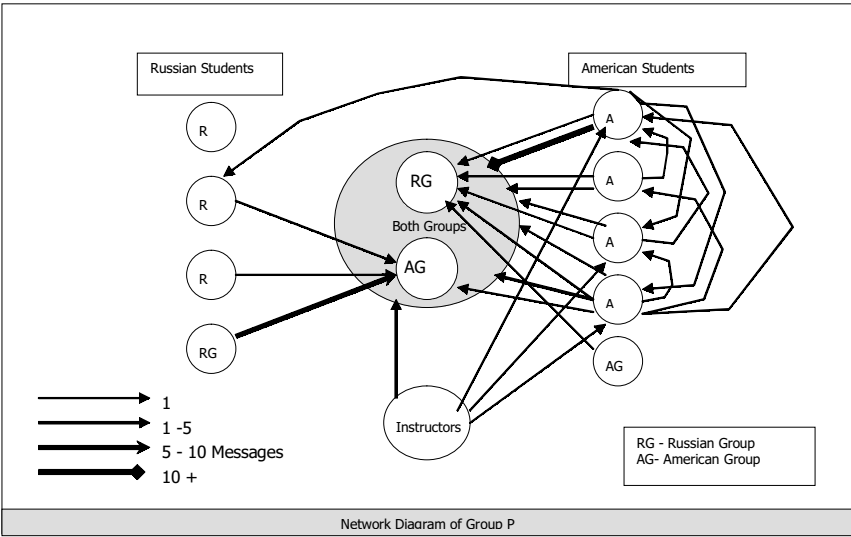 Russian Students
American Students
R
R
R
RG
RG
Both Groups
AG
A
A
A
A
AG
Instructors
1
1 -5
5 - 10 Messages
10 +
RG - Russian Group
AG- American Group
Network Diagram of Group P